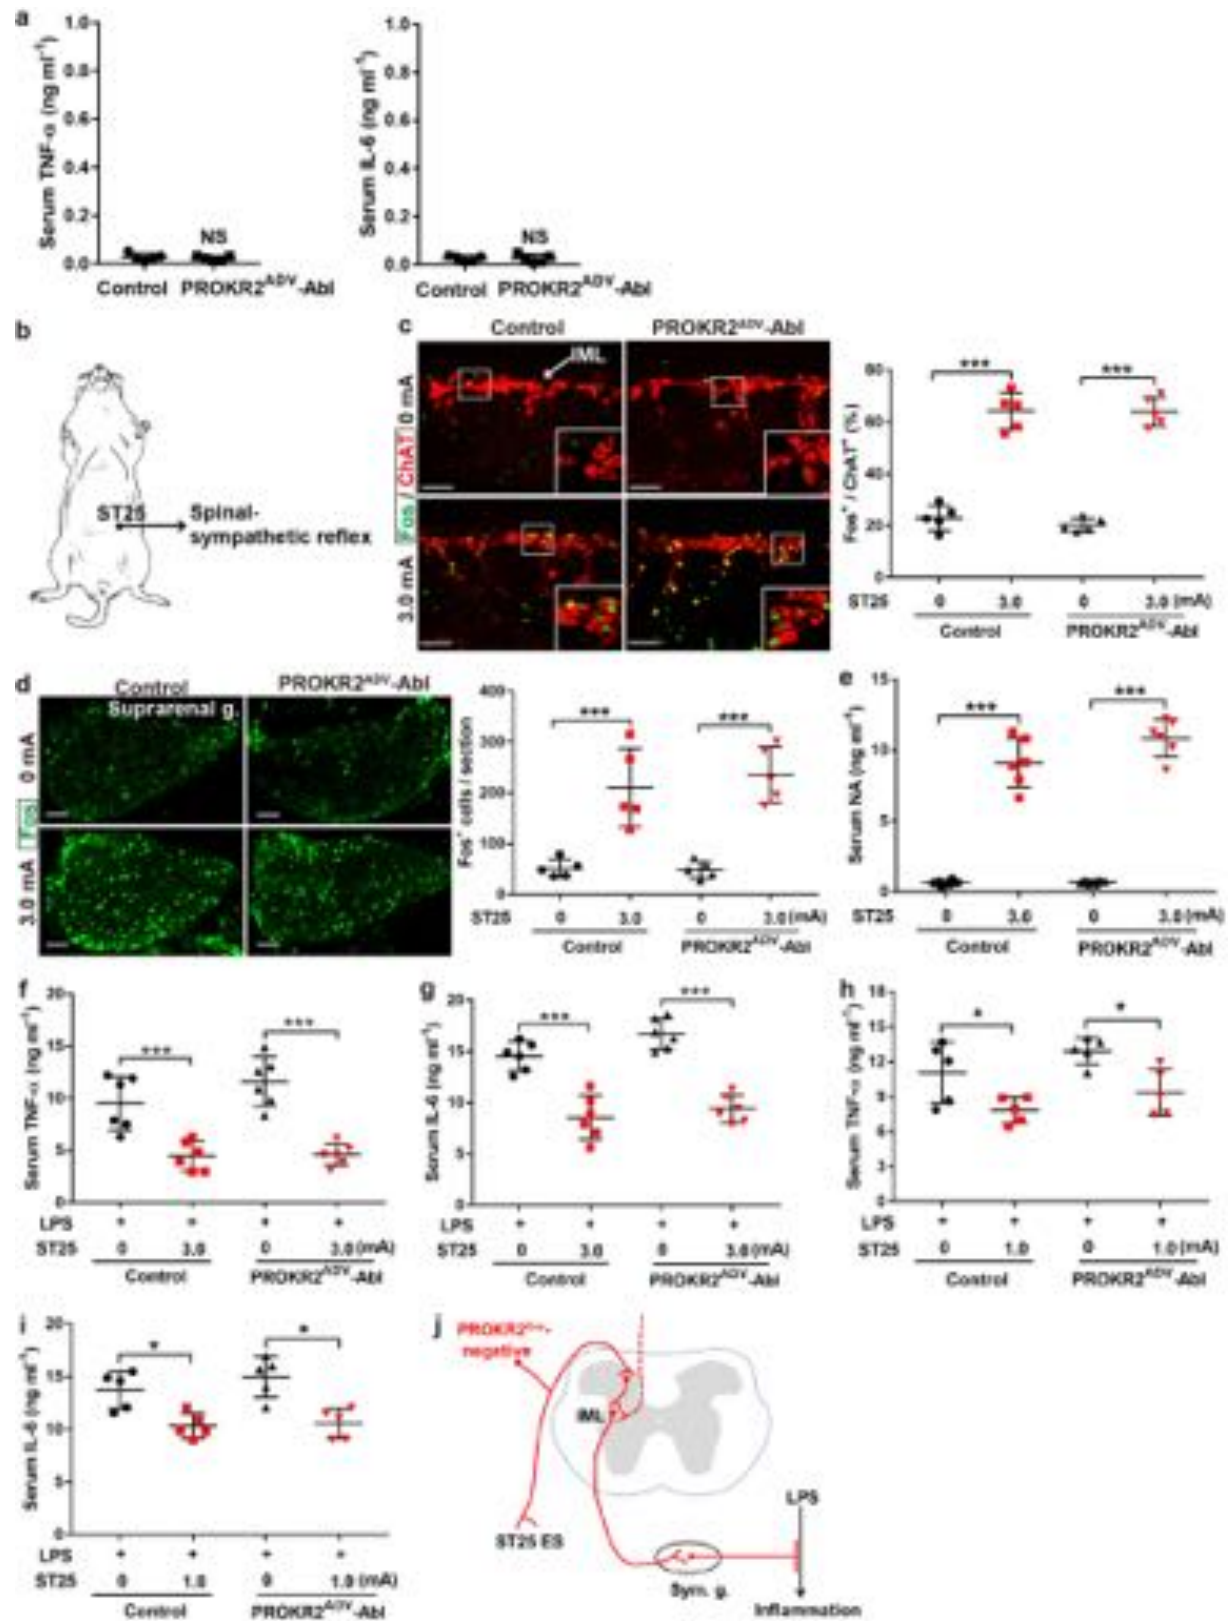 a
Serum TNF-α (ng ml⁻¹)
1.0
0.8
0.6
0.4
0.2
0.0
NS
Control PROKR2ᴬᴰⱽ-Abl
Serum IL-6 (ng ml⁻¹)
1.0
0.8
0.6
0.4
0.2
0.0
NS
Control PROKR2ᴬᴰⱽ-Abl
b
ST25
Spinal-
sympathetic reflex
c
Control PROKR2ᴬᴰⱽ-Abl
IML
Fos / ChAT
0 mA
3.0 mA
Fos⁺ / ChAT⁺ (%)
80
60
40
20
0
*** ***
ST25 0 3.0 0 3.0 (mA)
Control PROKR2ᴬᴰⱽ-Abl
d
Control PROKR2ᴬᴰⱽ-Abl
Suprarenal g.
Fos
0 mA
3.0 mA
Fos⁺ cells / section
400
300
200
100
0
*** ***
ST25 0 3.0 0 3.0 (mA)
Control PROKR2ᴬᴰⱽ-Abl
e
Serum NA (ng ml⁻¹)
15
10
5
0
*** ***
ST25 0 3.0 0 3.0 (mA)
Control PROKR2ᴬᴰⱽ-Abl
f
Serum TNF-α (ng ml⁻¹)
20
15
10
5
0
*** ***
LPS + + + +
ST25 0 3.0 0 3.0 (mA)
Control PROKR2ᴬᴰⱽ-Abl
g
Serum IL-6 (ng ml⁻¹)
20
15
10
5
0
*** ***
LPS + + + +
ST25 0 3.0 0 3.0 (mA)
Control PROKR2ᴬᴰⱽ-Abl
h
Serum TNF-α (ng ml⁻¹)
18
15
12
9
6
3
0
* *
LPS + + + +
ST25 0 1.0 0 1.0 (mA)
Control PROKR2ᴬᴰⱽ-Abl
i
Serum IL-6 (ng ml⁻¹)
20
15
10
5
0
* *
LPS + + + +
ST25 0 1.0 0 1.0 (mA)
Control PROKR2ᴬᴰⱽ-Abl
j
negative
IML
ST25 ES
Sym. g.
LPS
Inflammation